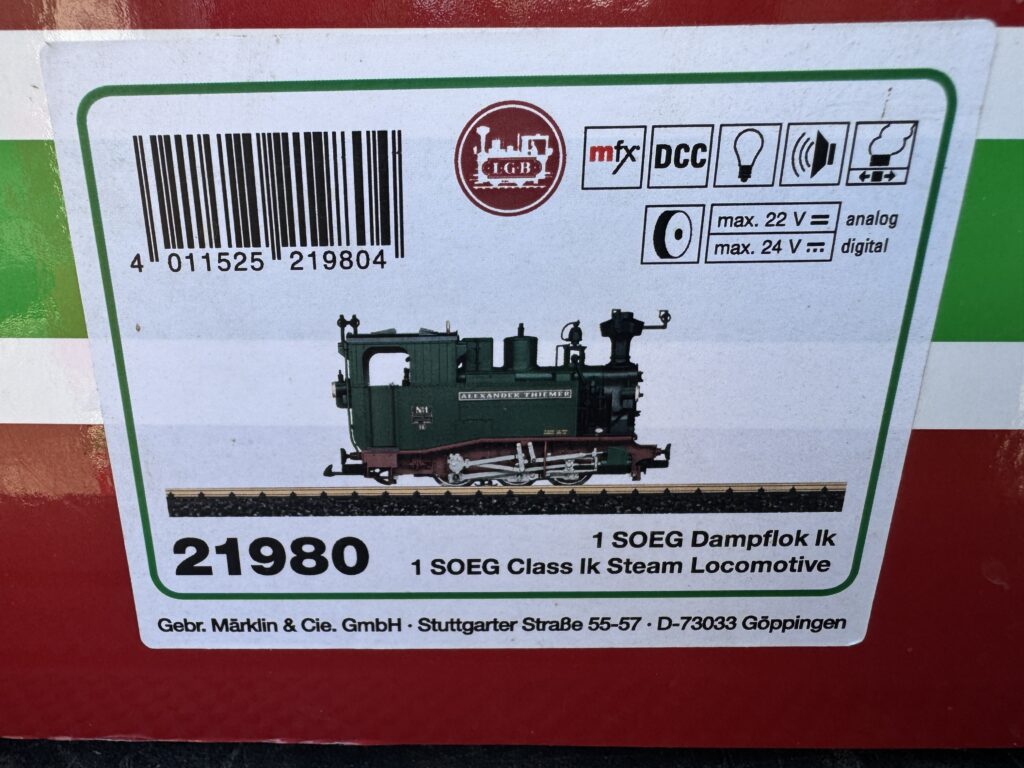 4 011525 219804
L·G·B
mfx DCC
max. 22 V analog
max. 24 V digital
ALEXANDER THIEMER
21980
1 SOEG Dampflok Ik
1 SOEG Class Ik Steam Locomotive
Gebr. Märklin & Cie. GmbH · Stuttgarter Straße 55-57 · D-73033 Göppingen